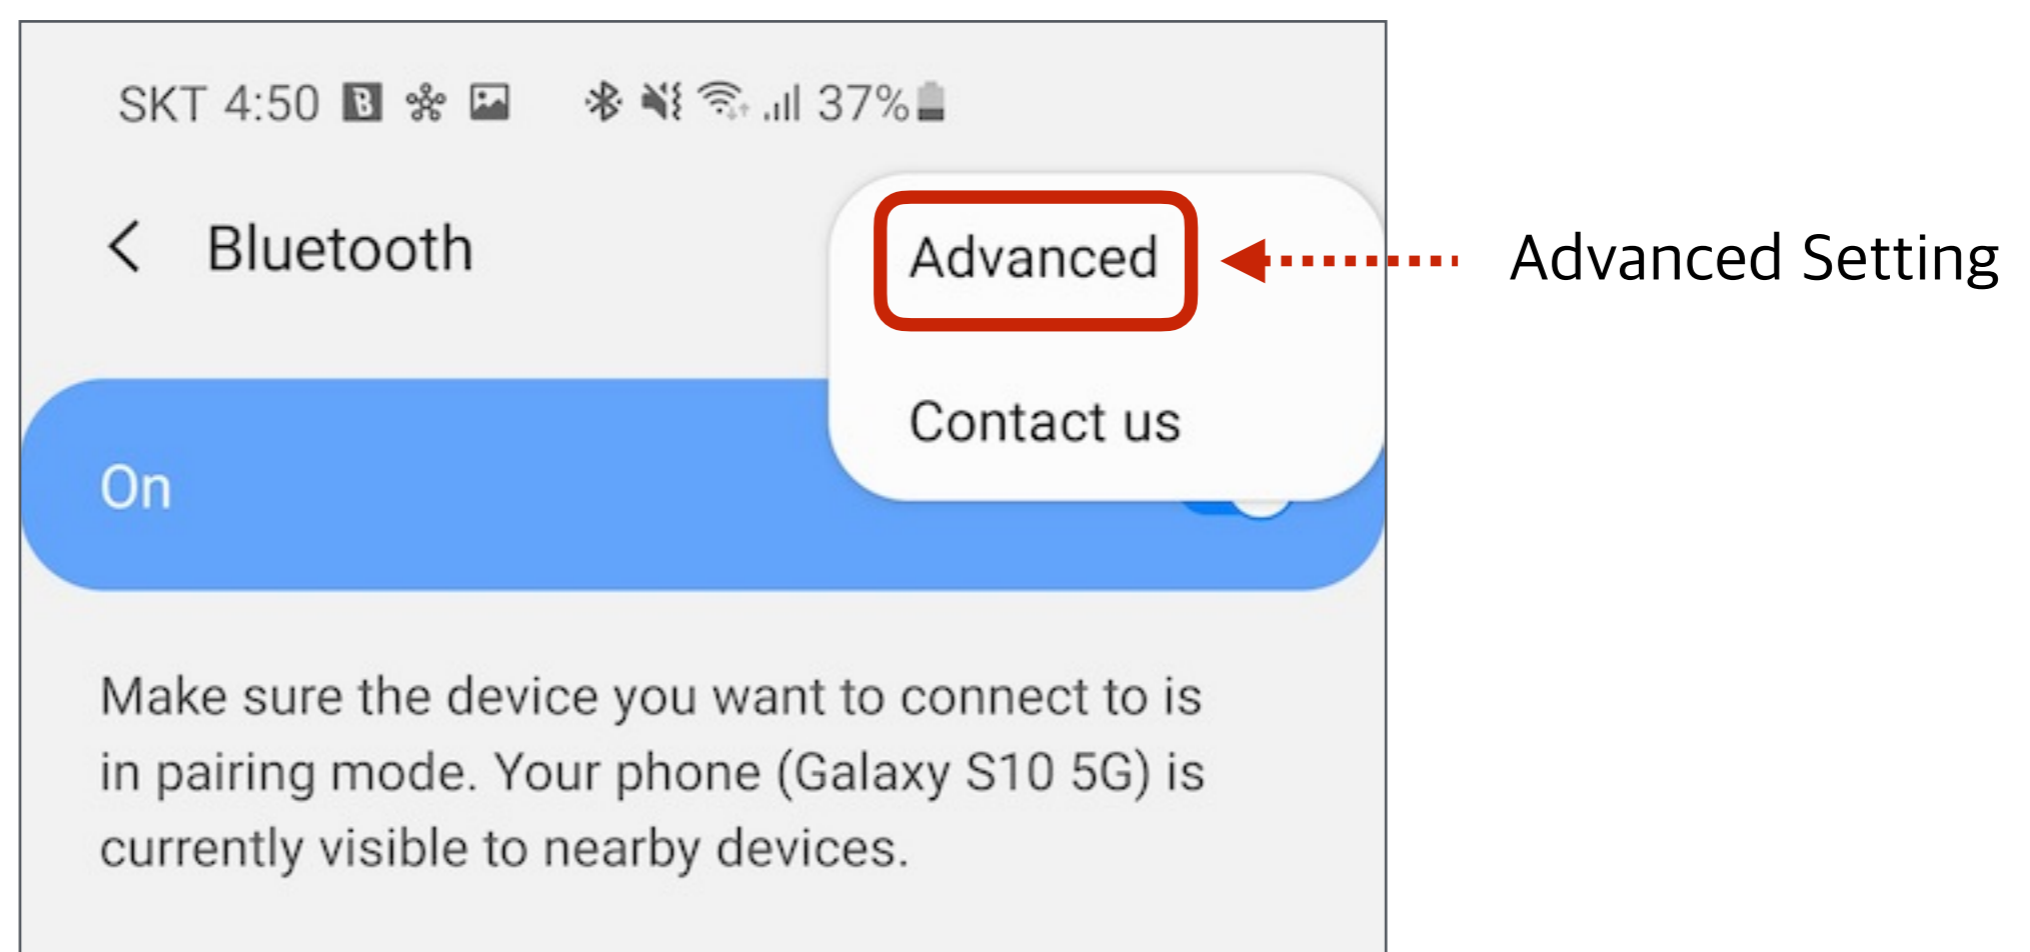 SKT 4:50 B 37%
Bluetooth
Advanced
Advanced Setting
Contact us
On
Make sure the device you want to connect to is
in pairing mode. Your phone (Galaxy S10 5G) is
currently visible to nearby devices.